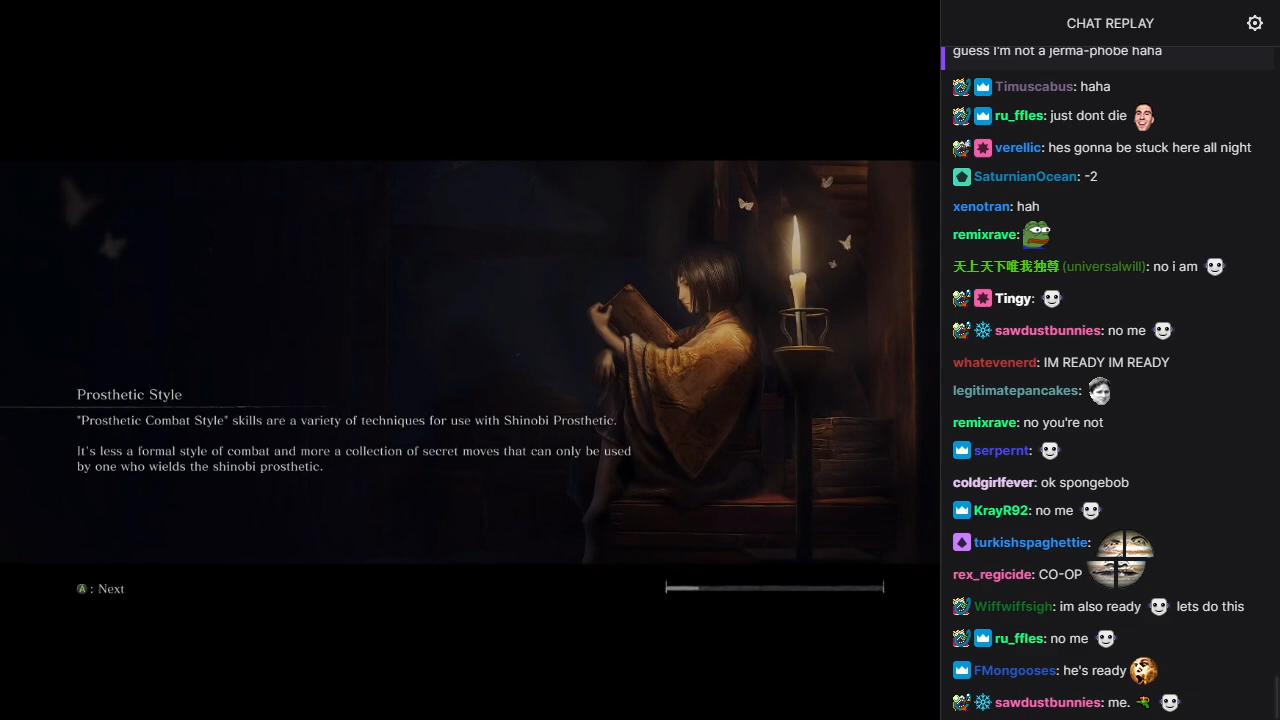 Prosthetic Style
"Prosthetic Combat Style" skills are a variety of techniques for use with Shinobi Prosthetic.
It's less a formal style of combat and more a collection of secret moves that can only be used
by one who wields the shinobi prosthetic.
A : Next
CHAT REPLAY
guess I'm not a jerma-phobe haha
Timuscabus: haha
ru_ffles: just dont die
verellic: hes gonna be stuck here all night
SaturnianOcean: -2
xenotran: hah
remixrave:
天上天下唯我独尊 (universalwill): no i am
Tingy:
sawdustbunnies: no me
whatevenerd: IM READY IM READY
legitimatepancakes:
remixrave: no you're not
serpernt:
coldgirlfever: ok spongebob
KrayR92: no me
turkishspaghettie:
rex_regicide: CO-OP
Wiffwiffsigh: im also ready lets do this
ru_ffles: no me
FMongooses: he's ready
sawdustbunnies: me.